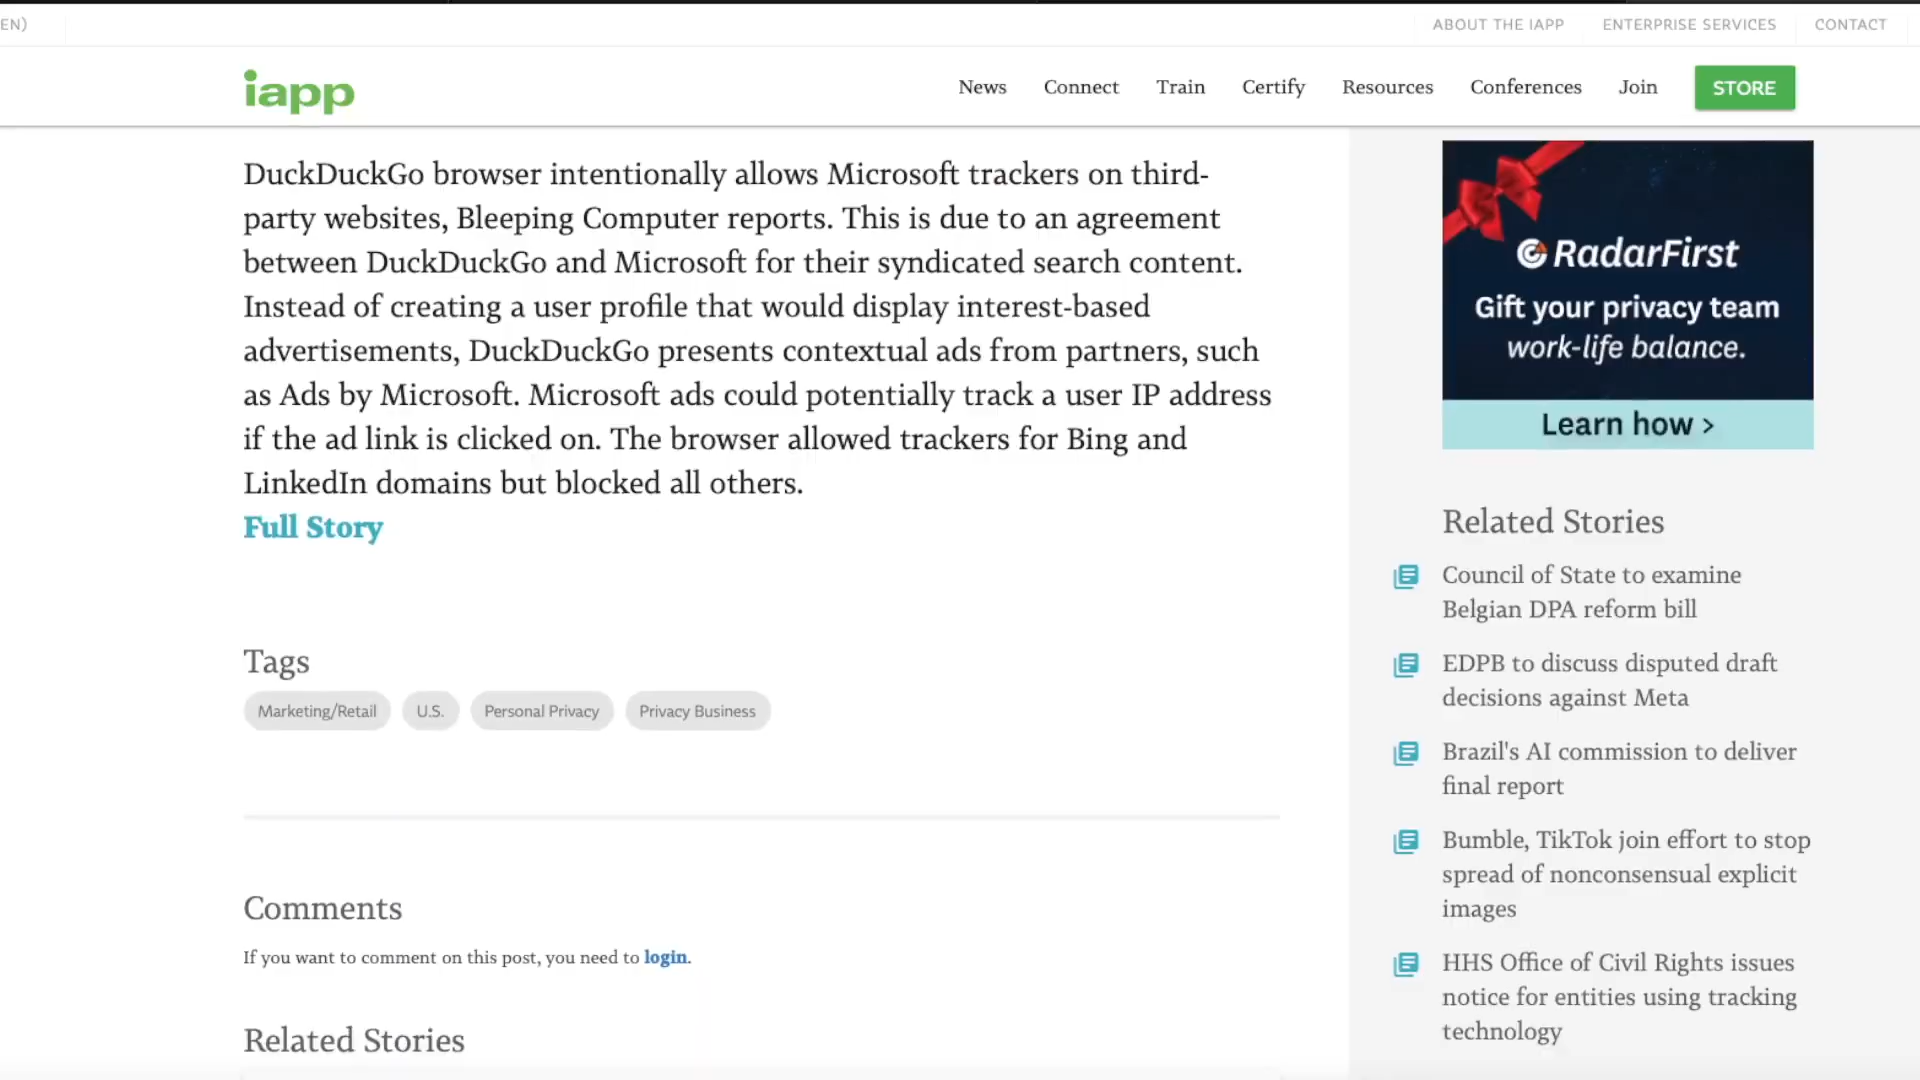 EN)
ABOUT THE IAPP
ENTERPRISE SERVICES
CONTACT
iapp
News
Connect
Train
Certify
Resources
Conferences
Join
STORE
DuckDuckGo browser intentionally allows Microsoft trackers on third-
party websites, Bleeping Computer reports. This is due to an agreement
between DuckDuckGo and Microsoft for their syndicated search content.
Instead of creating a user profile that would display interest-based
advertisements, DuckDuckGo presents contextual ads from partners, such
as Ads by Microsoft. Microsoft ads could potentially track a user IP address
if the ad link is clicked on. The browser allowed trackers for Bing and
LinkedIn domains but blocked all others.
Full Story
Tags
Marketing/Retail
U.S.
Personal Privacy
Privacy Business
Comments
If you want to comment on this post, you need to login.
Related Stories
RadarFirst
Gift your privacy team
work-life balance.
Learn how >
Related Stories
Council of State to examine
Belgian DPA reform bill
EDPB to discuss disputed draft
decisions against Meta
Brazil's AI commission to deliver
final report
Bumble, TikTok join effort to stop
spread of nonconsensual explicit
images
HHS Office of Civil Rights issues
notice for entities using tracking
technology